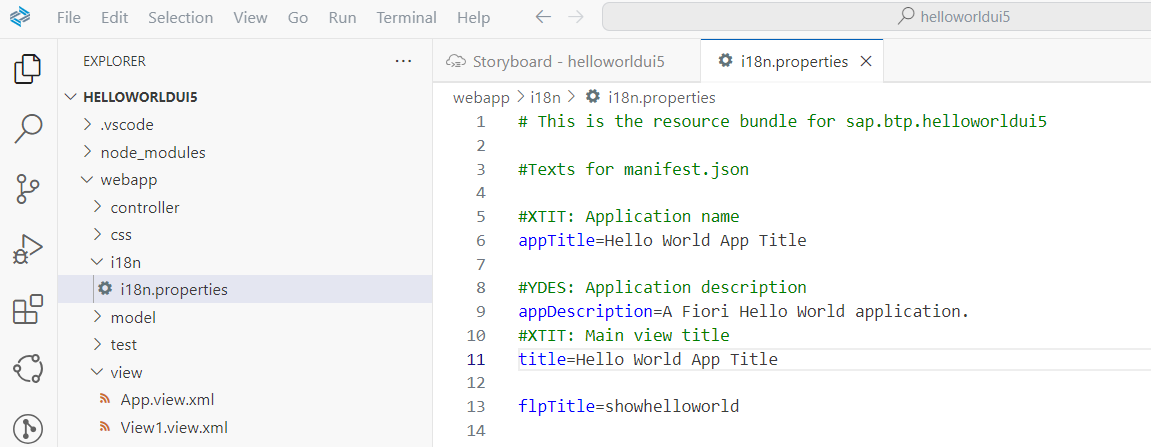 File Edit Selection View Go Run Terminal Help
helloworldui5
EXPLORER
HELLOWORLDUI5
.vscode
node_modules
webapp
controller
css
i18n
i18n.properties
model
test
view
App.view.xml
View1.view.xml
Storyboard - helloworldui5
i18n.properties
webapp > i18n > i18n.properties
1 # This is the resource bundle for sap.btp.helloworldui5
2
3 #Texts for manifest.json
4
5 #XTIT: Application name
6 appTitle=Hello World App Title
7
8 #YDES: Application description
9 appDescription=A Fiori Hello World application.
10 #XTIT: Main view title
11 title=Hello World App Title
12
13 flpTitle=showhelloworld
14